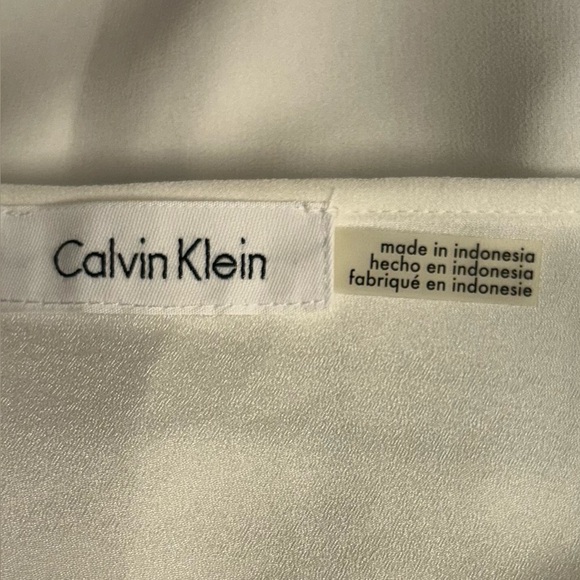 Calvin Klein
made in indonesia
hecho en indonesia
fabriqué en indonesie